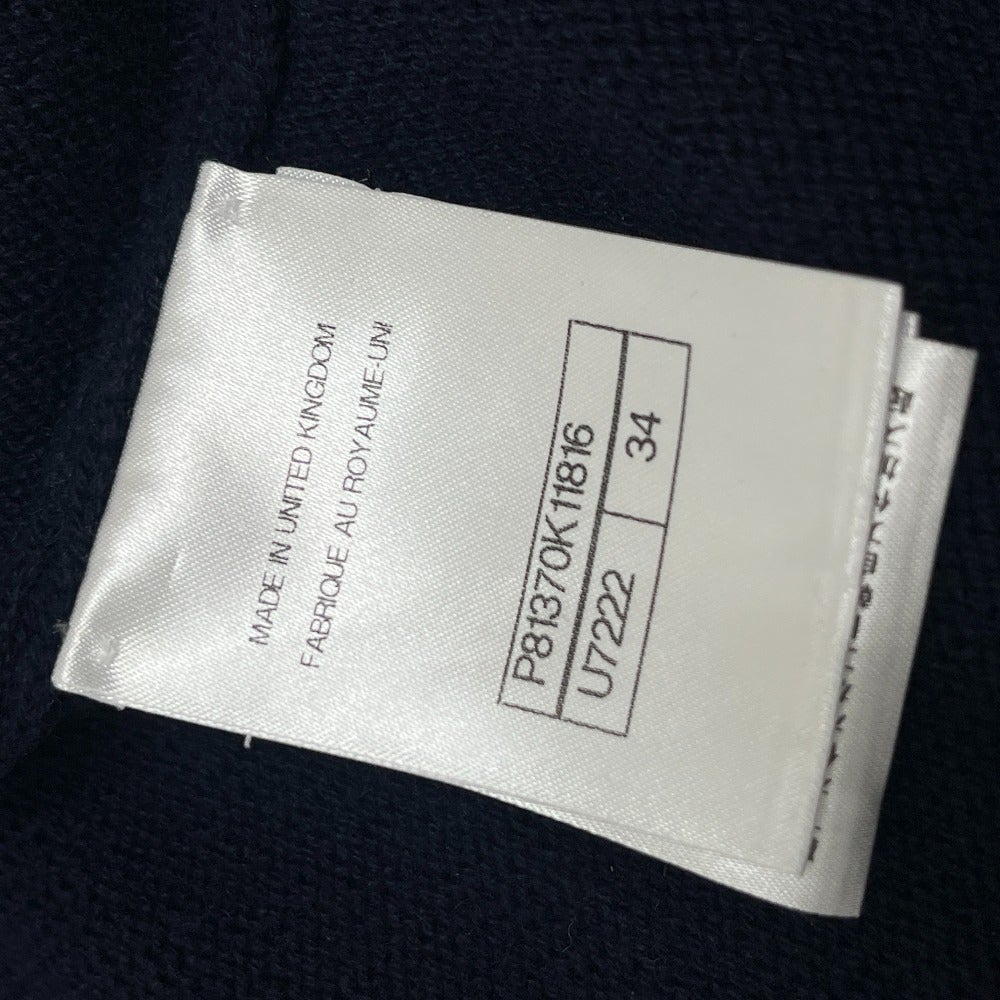 MADE IN UNITED KINGDOM
FABRIQUE AU ROYAUME-UNI
P81370K11816
U7222 34